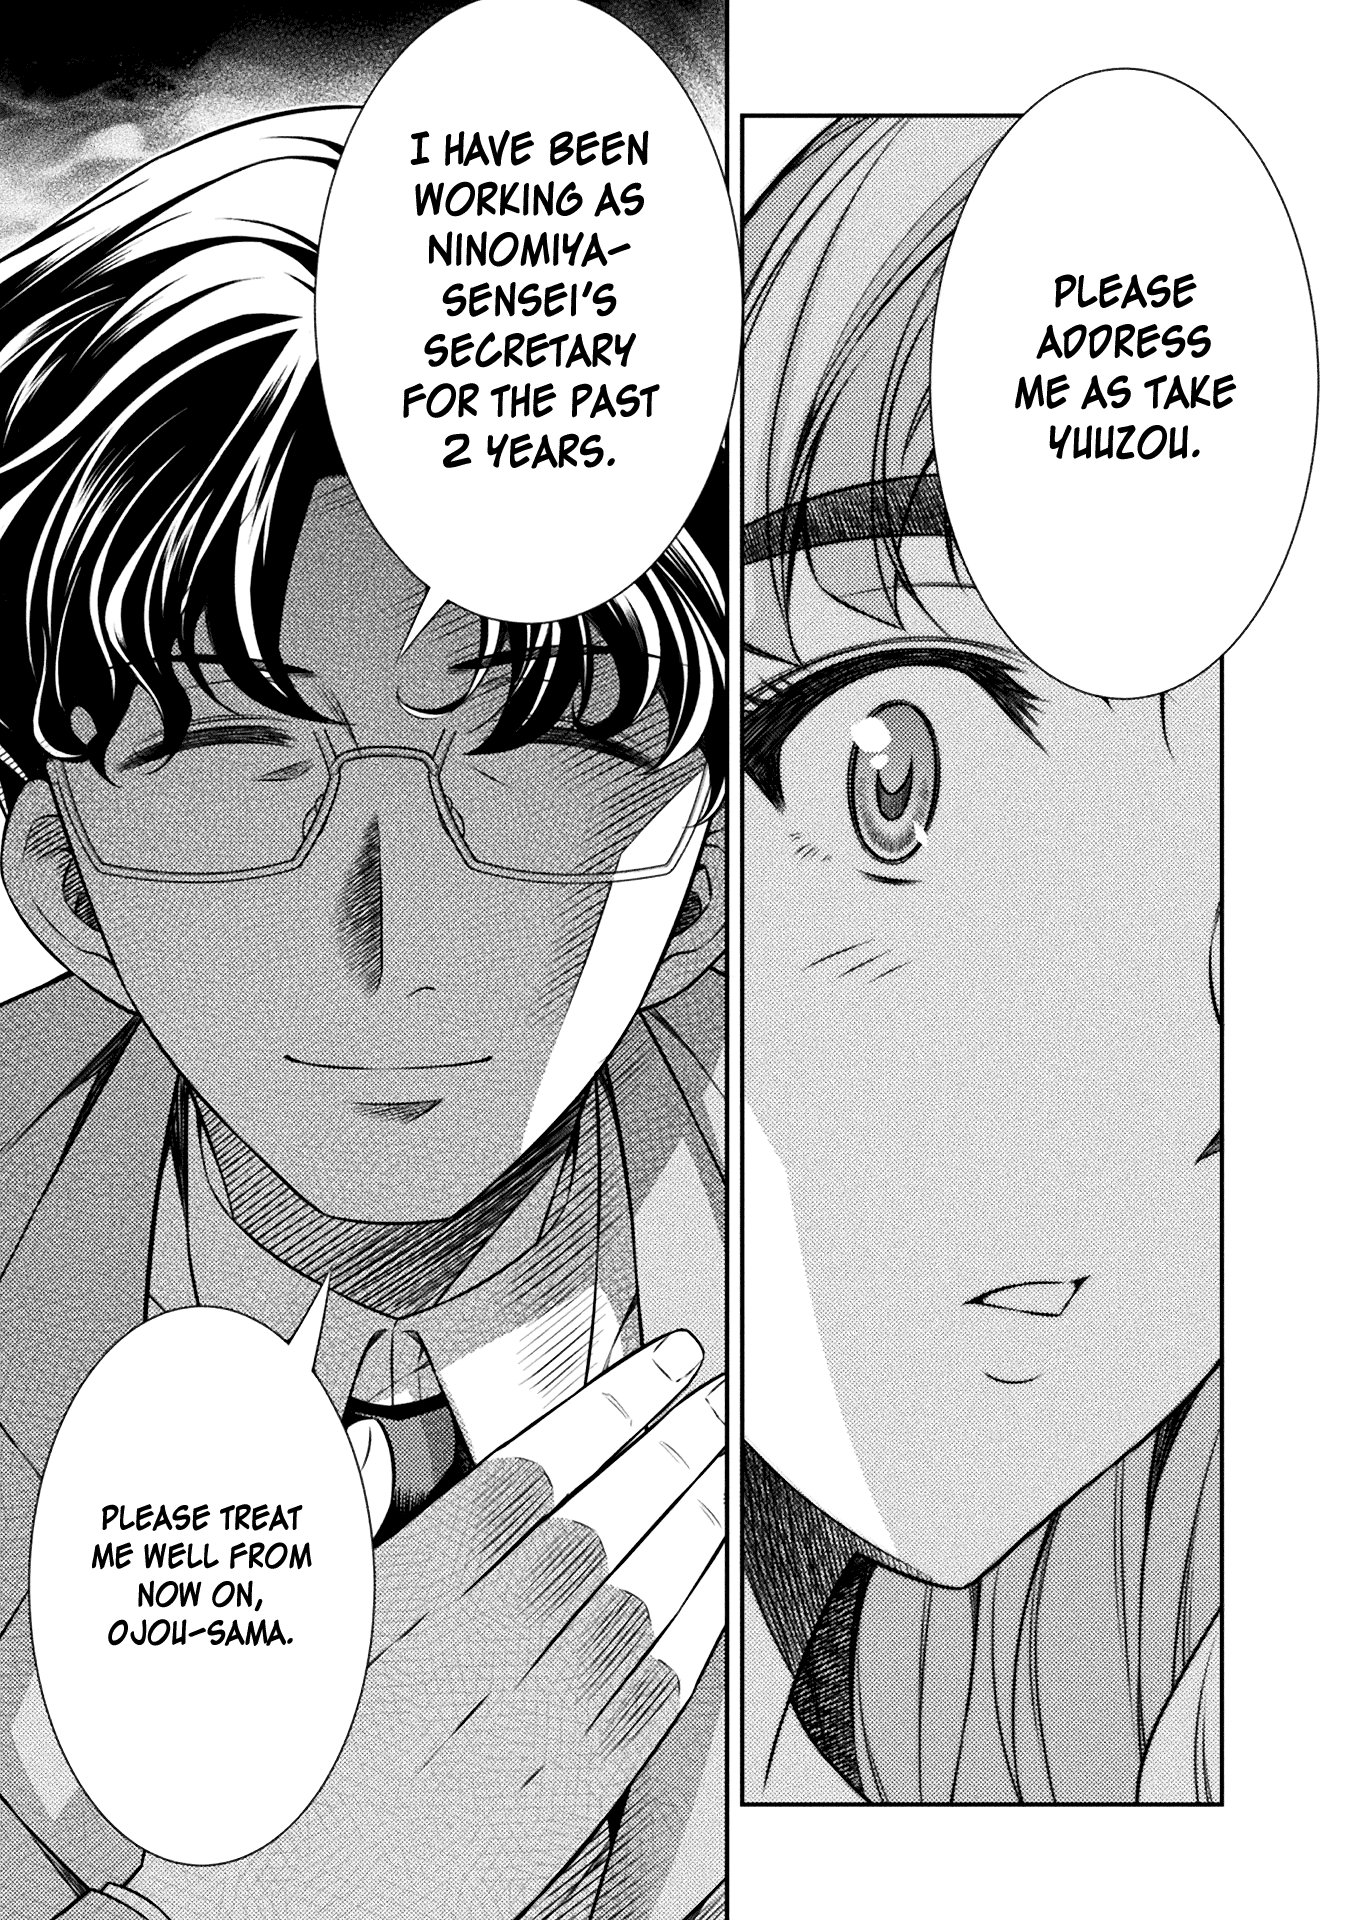 PLEASE
ADDRESS
ME AS TAKE
YUUZOU.
I HAVE BEEN
WORKING AS
NINOMIYA-
SENSEI'S
SECRETARY
FOR THE PAST
2 YEARS.
PLEASE TREAT
ME WELL FROM
NOW ON,
OJOU-SAMA.